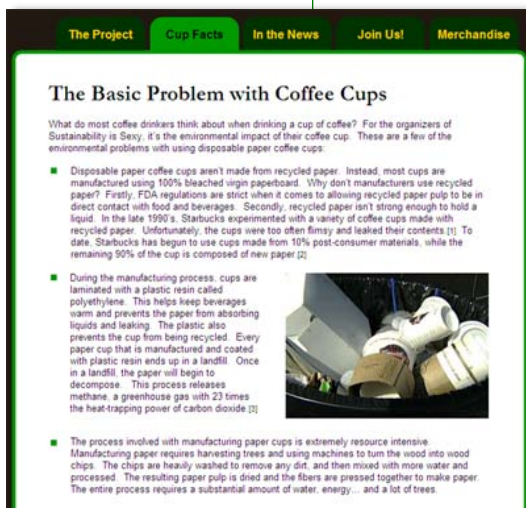 The Project Cup Facts In the News Join Us! Merchandise
The Basic Problem with Coffee Cups
What do most coffee drinkers think about when drinking a cup of coffee? For the organizers of
Sustainability is Sexy, it's the environmental impact of their coffee cup. These are a few of the
environmental problems with using disposable paper coffee cups:
Disposable paper coffee cups aren't made from recycled paper. Instead, most cups are
manufactured using 100% bleached virgin paperboard. Why don't manufacturers use recycled
paper? Firstly, FDA regulations are strict when it comes to allowing recycled paper pulp to be in
direct contact with food and beverages. Secondly, recycled paper isn't strong enough to hold a
liquid. In the late 1990's, Starbucks experimented with a variety of coffee cups made with
recycled paper. Unfortunately, the cups were too often flimsy and leaked their contents.[1] To
date, Starbucks has begun to use cups made from 10% post-consumer materials, while the
remaining 90% of the cup is composed of new paper.[2]
During the manufacturing process, cups are
laminated with a plastic resin called
polyethylene. This helps keep beverages
warm and prevents the paper from absorbing
liquids and leaking. The plastic also
prevents the cup from being recycled. Every
paper cup that is manufactured and coated
with plastic resin ends up in a landfill. Once
in a landfill, the paper will begin to
decompose. This process releases
methane, a greenhouse gas with 23 times
the heat-trapping power of carbon dioxide.[3]
The process involved with manufacturing paper cups is extremely resource intensive.
Manufacturing paper requires harvesting trees and using machines to turn the wood into wood
chips. The chips are heavily washed to remove any dirt, and then mixed with more water and
processed. The resulting paper pulp is dried and the fibers are pressed together to make paper.
The entire process requires a substantial amount of water, energy… and a lot of trees.